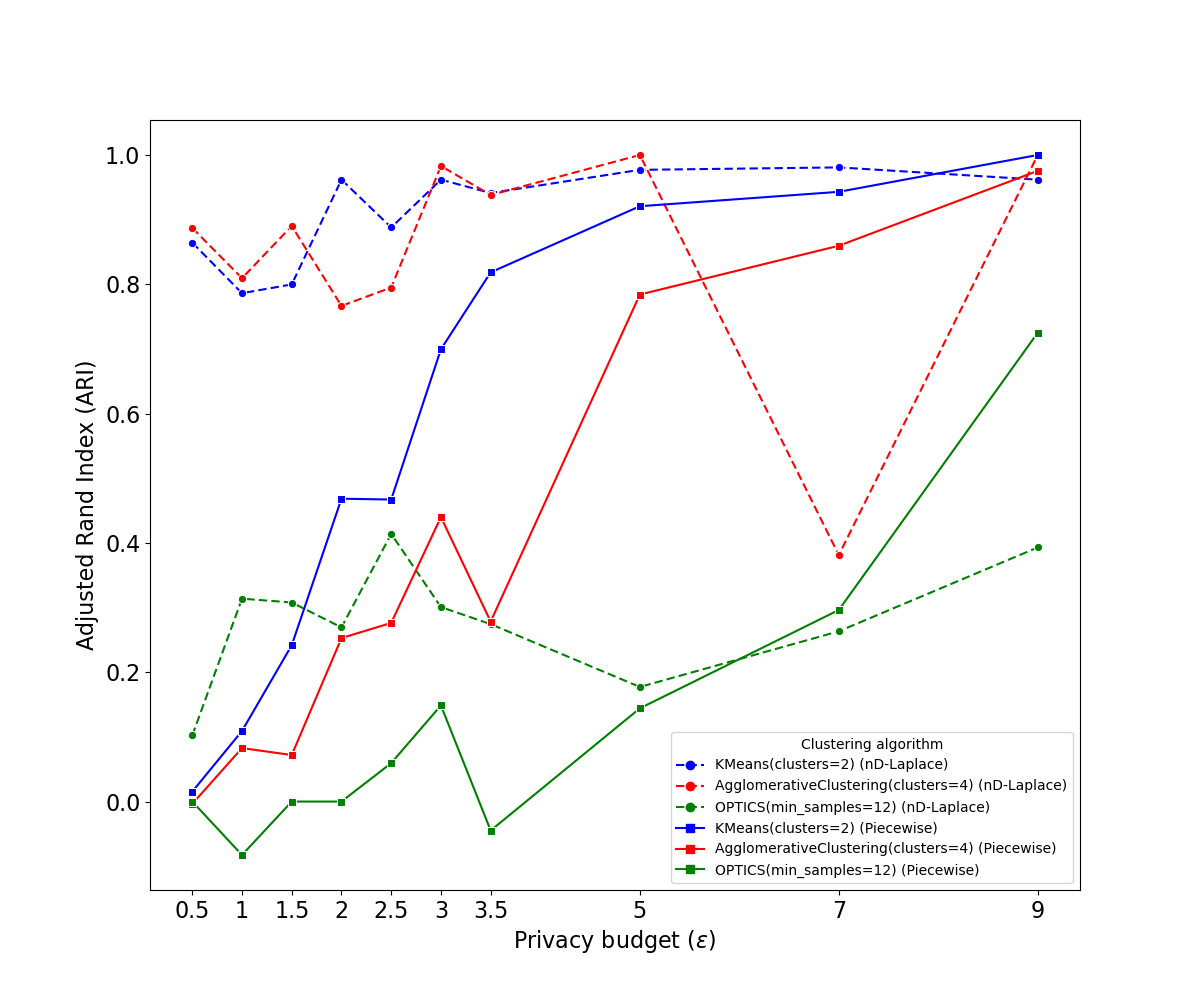 1.0
0.8
0.6
0.4
0.2
0.0
Adjusted Rand Index (ARI)
0.5 1 1.5 2 2.5 3 3.5 5 7 9
Privacy budget (ε)
Clustering algorithm
KMeans(clusters=2) (nD-Laplace)
AgglomerativeClustering(clusters=4) (nD-Laplace)
OPTICS(min_samples=12) (nD-Laplace)
KMeans(clusters=2) (Piecewise)
AgglomerativeClustering(clusters=4) (Piecewise)
OPTICS(min_samples=12) (Piecewise)